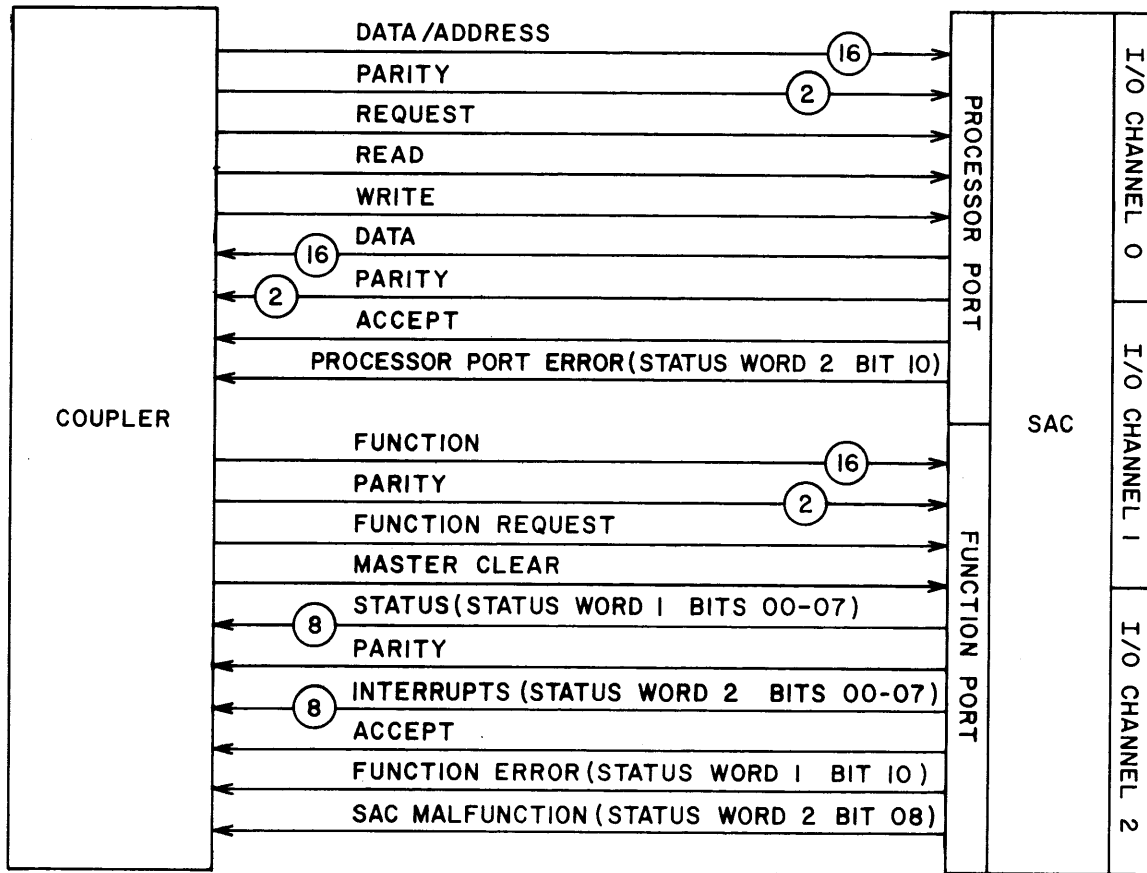 DATA/ADDRESS
16
PARITY
2
REQUEST
READ
WRITE
DATA
16
PARITY
2
ACCEPT
PROCESSOR PORT ERROR(STATUS WORD 2 BIT 10)
COUPLER
FUNCTION
16
PARITY
2
FUNCTION REQUEST
MASTER CLEAR
STATUS(STATUS WORD 1 BITS 00-07)
8
PARITY
INTERRUPTS(STATUS WORD 2 BITS 00-07)
8
ACCEPT
FUNCTION ERROR(STATUS WORD 1 BIT 10)
SAC MALFUNCTION(STATUS WORD 2 BIT 08)
PROCESSOR PORT
FUNCTION PORT
SAC
I/O CHANNEL 0
I/O CHANNEL 1
I/O CHANNEL 2